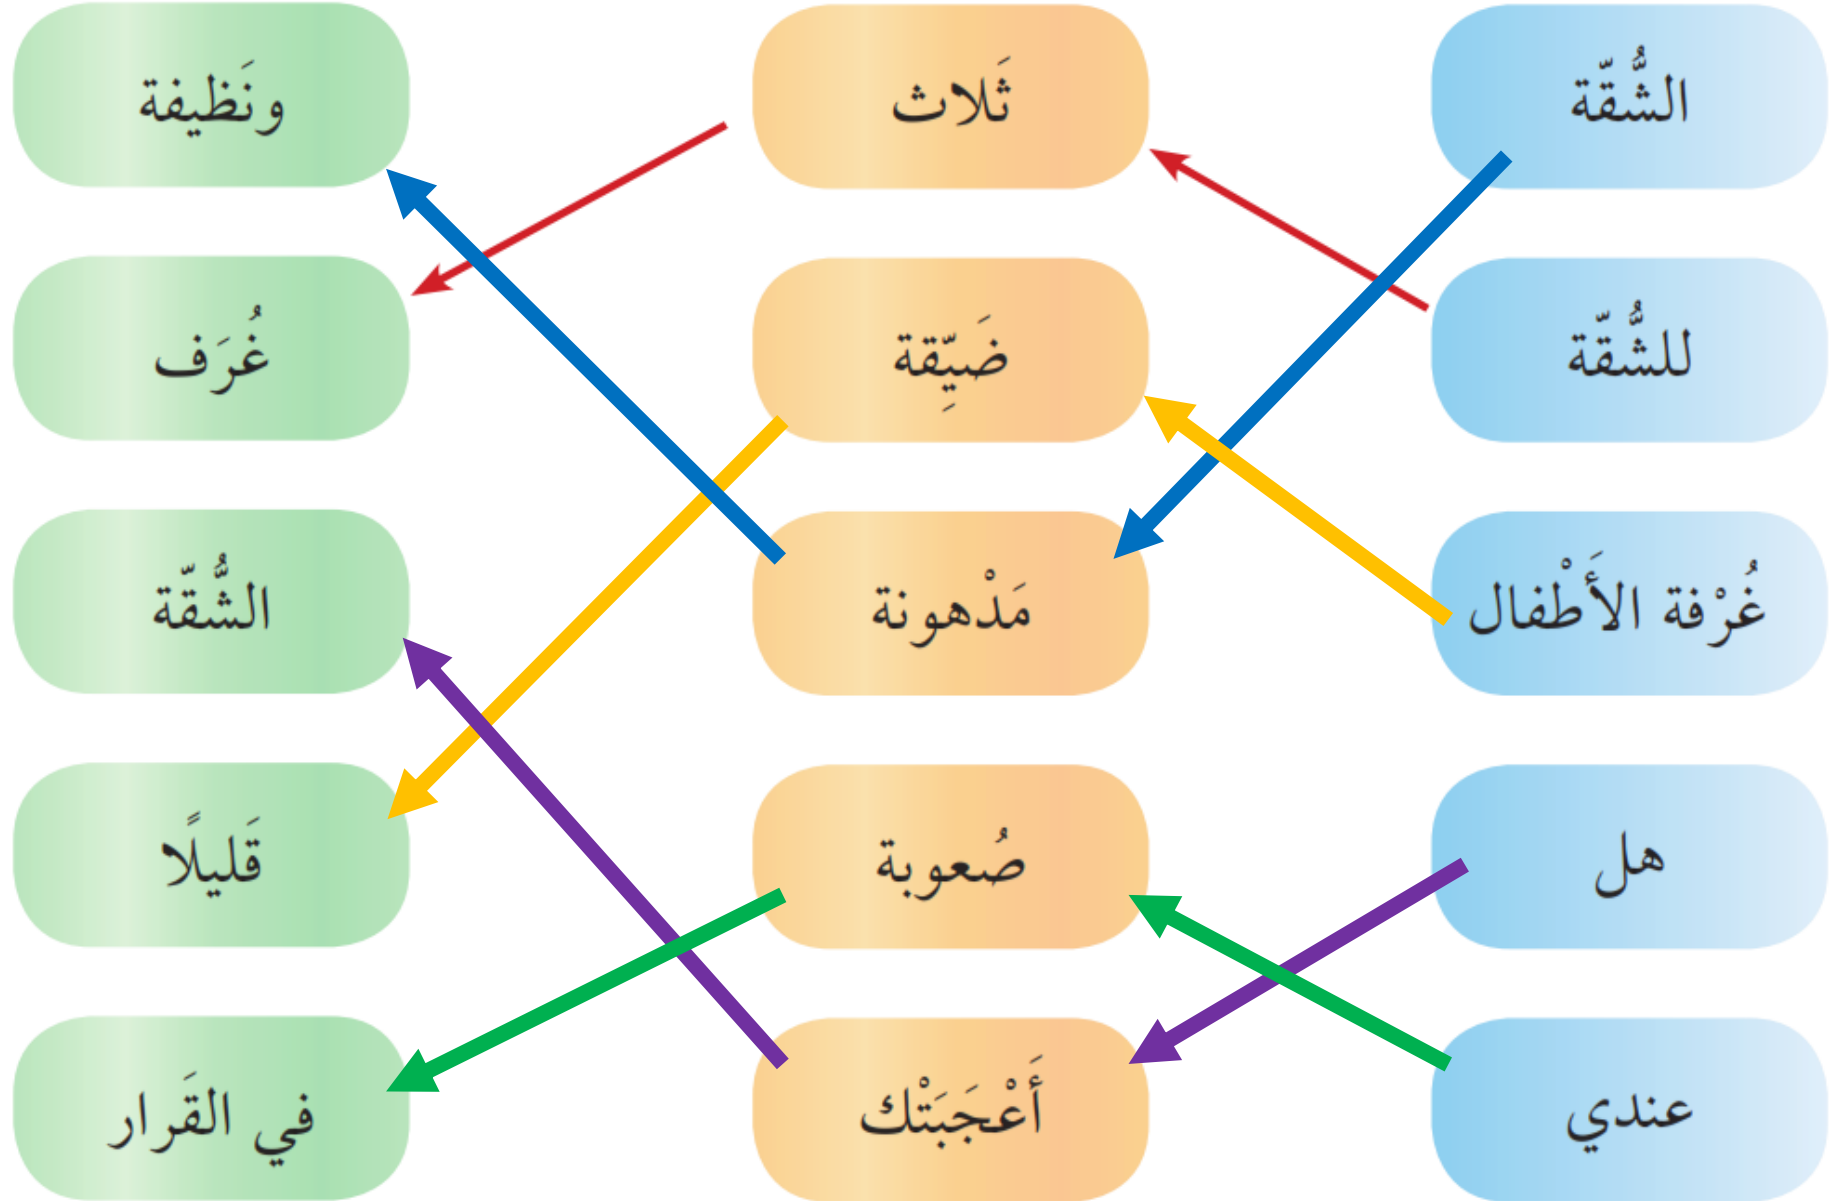 الشُّقّة
ثَلاث
ونَظيفة
للشُّقّة
ضَيِّقة
غُرَف
غُرْفة الأَطْفال
مَدْهونة
الشُّقّة
هل
صُعوبة
قَليلًا
عندي
أَعْجَبَتْك
في القَرار